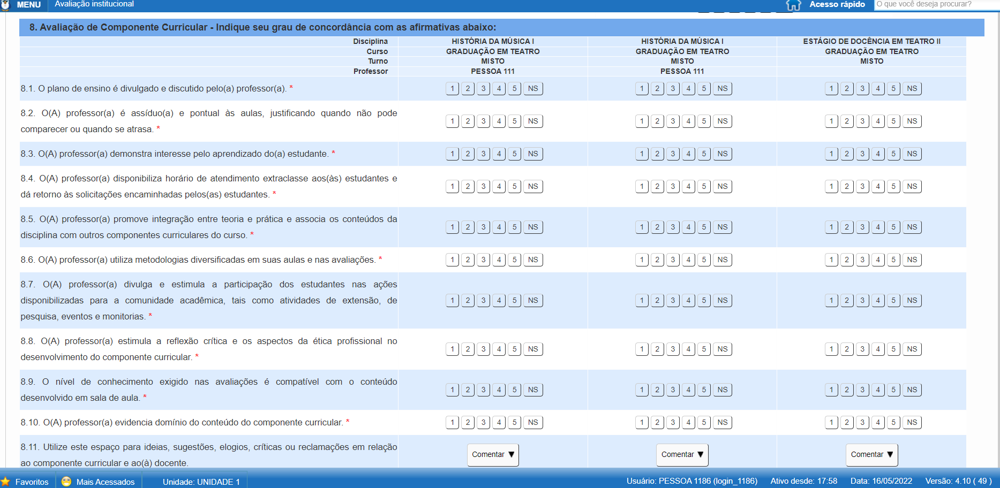 MENU Avaliação institucional Acesso rápido O que você deseja procurar?
8. Avaliação de Componente Curricular - Indique seu grau de concordância com as afirmativas abaixo:
Disciplina HISTÓRIA DA MÚSICA I HISTÓRIA DA MÚSICA I ESTÁGIO DE DOCÊNCIA EM TEATRO II
Curso GRADUAÇÃO EM TEATRO GRADUAÇÃO EM TEATRO GRADUAÇÃO EM TEATRO
Turno MISTO MISTO MISTO
Professor PESSOA 111 PESSOA 111
8.1. O plano de ensino é divulgado e discutido pelo(a) professor(a). * 1 2 3 4 5 NS 1 2 3 4 5 NS 1 2 3 4 5 NS
8.2. O(A) professor(a) é assíduo(a) e pontual às aulas, justificando quando não pode
comparecer ou quando se atrasa. * 1 2 3 4 5 NS 1 2 3 4 5 NS 1 2 3 4 5 NS
8.3. O(A) professor(a) demonstra interesse pelo aprendizado do(a) estudante. * 1 2 3 4 5 NS 1 2 3 4 5 NS 1 2 3 4 5 NS
8.4. O(A) professor(a) disponibiliza horário de atendimento extraclasse aos(às) estudantes e
dá retorno às solicitações encaminhadas pelos(as) estudantes. * 1 2 3 4 5 NS 1 2 3 4 5 NS 1 2 3 4 5 NS
8.5. O(A) professor(a) promove integração entre teoria e prática e associa os conteúdos da
disciplina com outros componentes curriculares do curso. * 1 2 3 4 5 NS 1 2 3 4 5 NS 1 2 3 4 5 NS
8.6. O(A) professor(a) utiliza metodologias diversificadas em suas aulas e nas avaliações. * 1 2 3 4 5 NS 1 2 3 4 5 NS 1 2 3 4 5 NS
8.7. O(A) professor(a) divulga e estimula a participação dos estudantes nas ações
disponibilizadas para a comunidade acadêmica, tais como atividades de extensão, de
pesquisa, eventos e monitorias. * 1 2 3 4 5 NS 1 2 3 4 5 NS 1 2 3 4 5 NS
8.8. O(A) professor(a) estimula a reflexão crítica e os aspectos da ética profissional no
desenvolvimento do componente curricular. * 1 2 3 4 5 NS 1 2 3 4 5 NS 1 2 3 4 5 NS
8.9. O nível de conhecimento exigido nas avaliações é compatível com o conteúdo
desenvolvido em sala de aula. * 1 2 3 4 5 NS 1 2 3 4 5 NS 1 2 3 4 5 NS
8.10. O(A) professor(a) evidencia domínio do conteúdo do componente curricular. * 1 2 3 4 5 NS 1 2 3 4 5 NS 1 2 3 4 5 NS
8.11. Utilize este espaço para ideias, sugestões, elogios, críticas ou reclamações em relação
ao componente curricular e ao(à) docente. Comentar ▼ Comentar ▼ Comentar ▼
Favoritos Mais Acessados Unidade: UNIDADE 1 Usuário: PESSOA 1186 (login_1186) Ativo desde: 17:58 Data: 16/05/2022 Versão: 4.10 ( 49 )